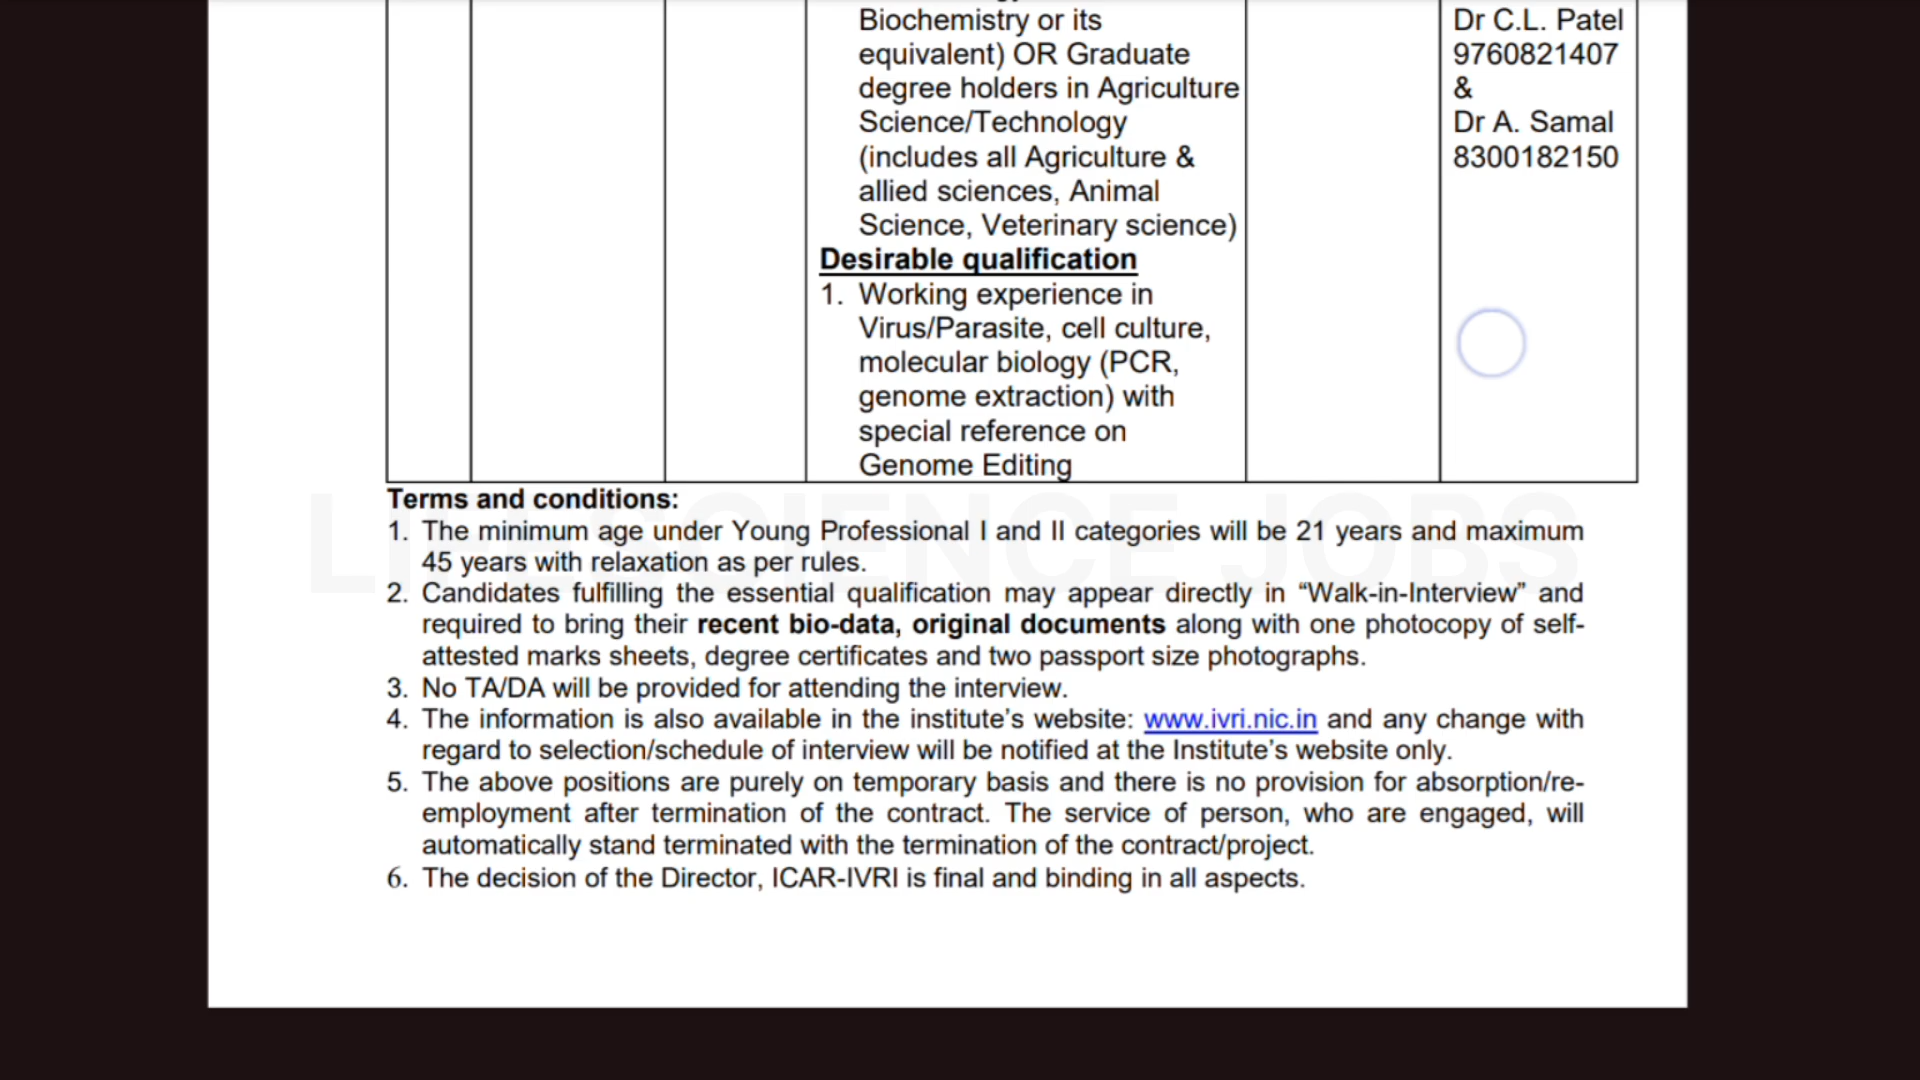 Biochemistry or its
equivalent) OR Graduate
degree holders in Agriculture
Science/Technology
(includes all Agriculture &
allied sciences, Animal
Science, Veterinary science)
Desirable qualification
1. Working experience in
Virus/Parasite, cell culture,
molecular biology (PCR,
genome extraction) with
special reference on
Genome Editing
Dr C.L. Patel
9760821407
&
Dr A. Samal
8300182150
LIFESCIENCE JOBS
Terms and conditions:
1. The minimum age under Young Professional I and II categories will be 21 years and maximum
45 years with relaxation as per rules.
2. Candidates fulfilling the essential qualification may appear directly in “Walk-in-Interview” and
required to bring their recent bio-data, original documents along with one photocopy of self-
attested marks sheets, degree certificates and two passport size photographs.
3. No TA/DA will be provided for attending the interview.
4. The information is also available in the institute’s website: www.ivri.nic.in and any change with
regard to selection/schedule of interview will be notified at the Institute’s website only.
5. The above positions are purely on temporary basis and there is no provision for absorption/re-
employment after termination of the contract. The service of person, who are engaged, will
automatically stand terminated with the termination of the contract/project.
6. The decision of the Director, ICAR-IVRI is final and binding in all aspects.